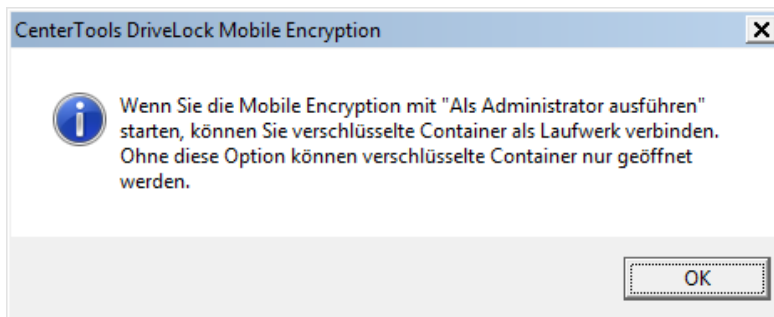 CenterTools DriveLock Mobile Encryption
Wenn Sie die Mobile Encryption mit "Als Administrator ausführen"
starten, können Sie verschlüsselte Container als Laufwerk verbinden.
Ohne diese Option können verschlüsselte Container nur geöffnet
werden.
OK